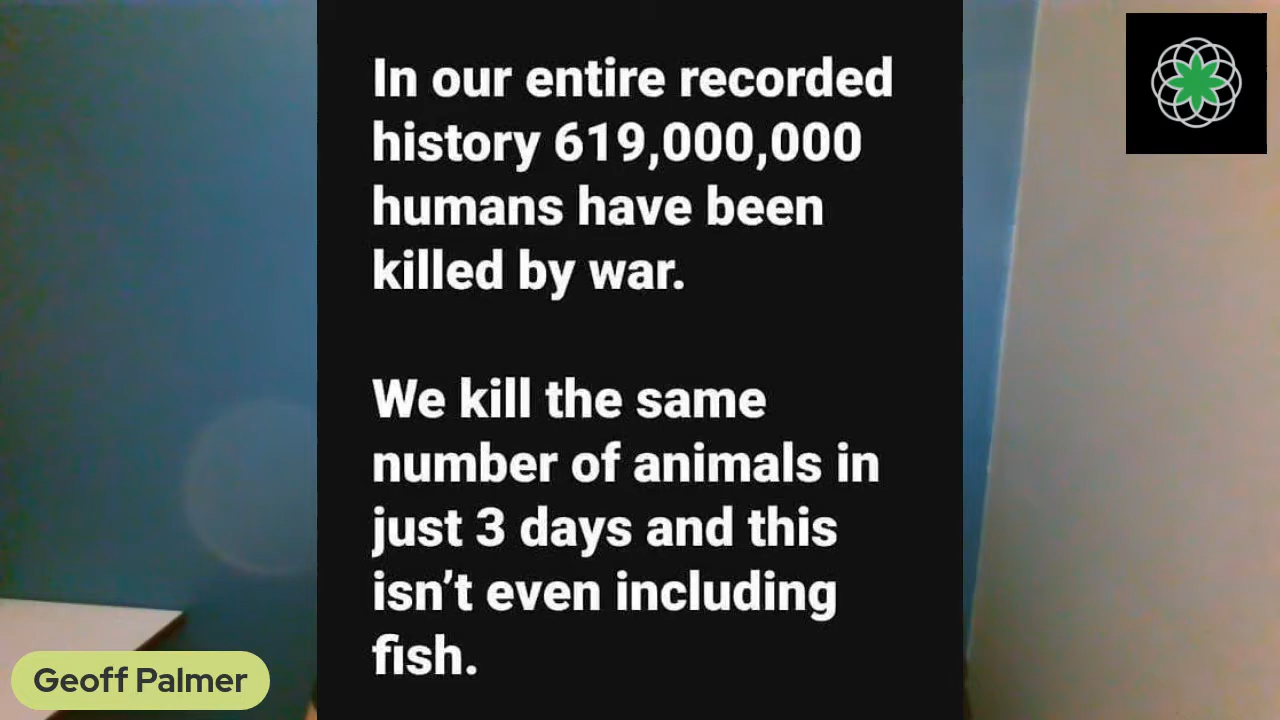 In our entire recorded
history 619,000,000
humans have been
killed by war.
We kill the same
number of animals in
just 3 days and this
isn’t even including
fish.
Geoff Palmer